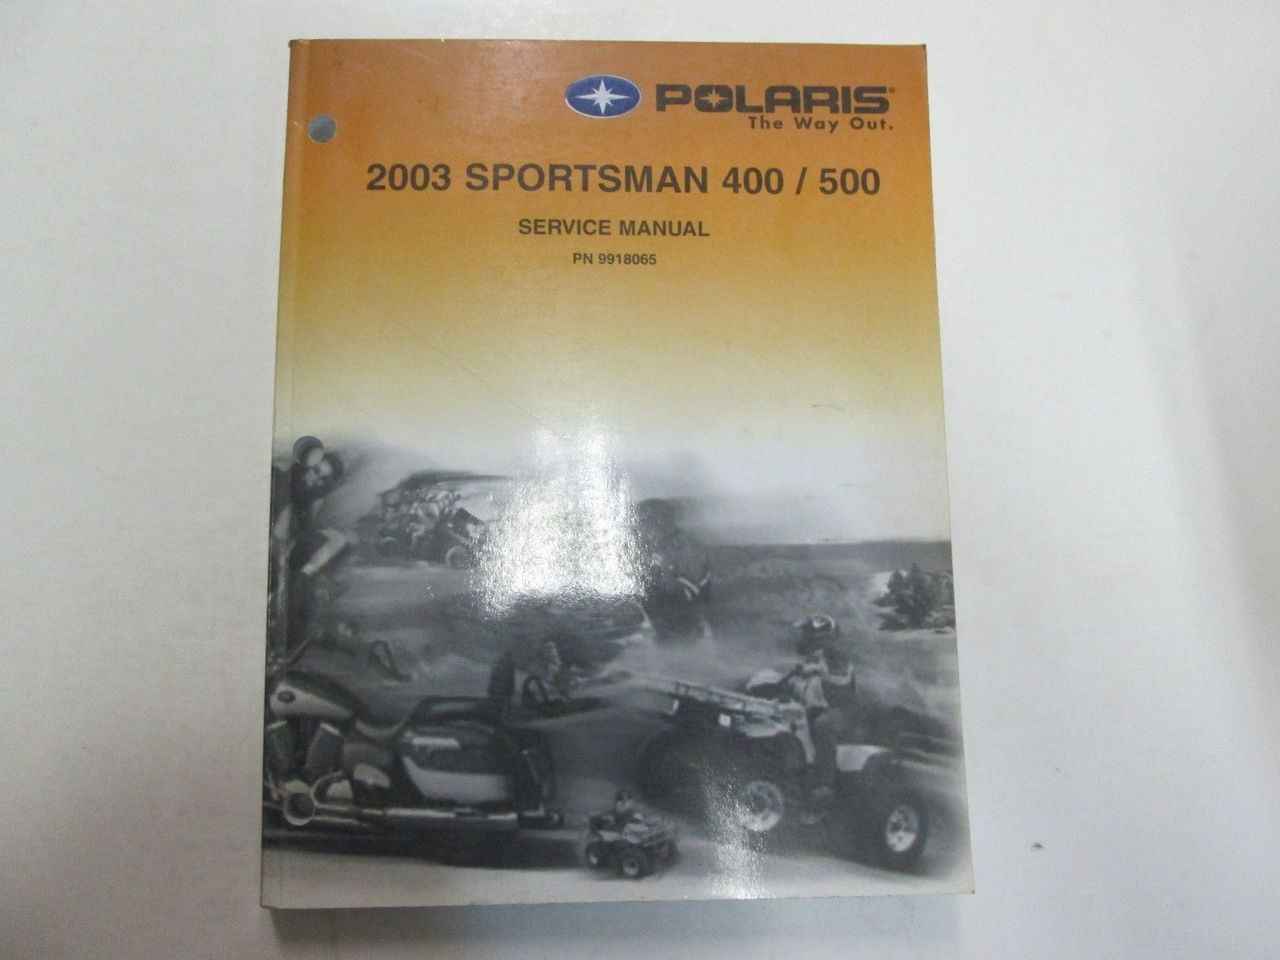 POLARIS®
The Way Out.
2003 SPORTSMAN 400 / 500
SERVICE MANUAL
PN 9918065